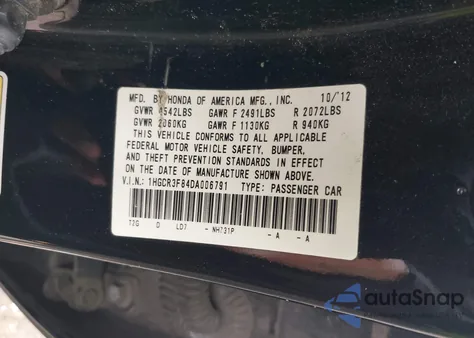 MFD. BY HONDA OF AMERICA MFG., INC. 10/'12
GVWR 4542LBS GAWR F 2491LBS R 2072LBS
GVWR 2060KG GAWR F 1130KG R 940KG
THIS VEHICLE CONFORMS TO ALL APPLICABLE
FEDERAL MOTOR VEHICLE SAFETY, BUMPER,
AND THEFT PREVENTION STANDARDS IN EFFECT
ON THE DATE OF MANUFACTURE SHOWN ABOVE.
V.I.N.: 1HGCR3F84DA006791 TYPE: PASSENGER CAR
T2G D LD7 - NH731P - A - A
autoSnap